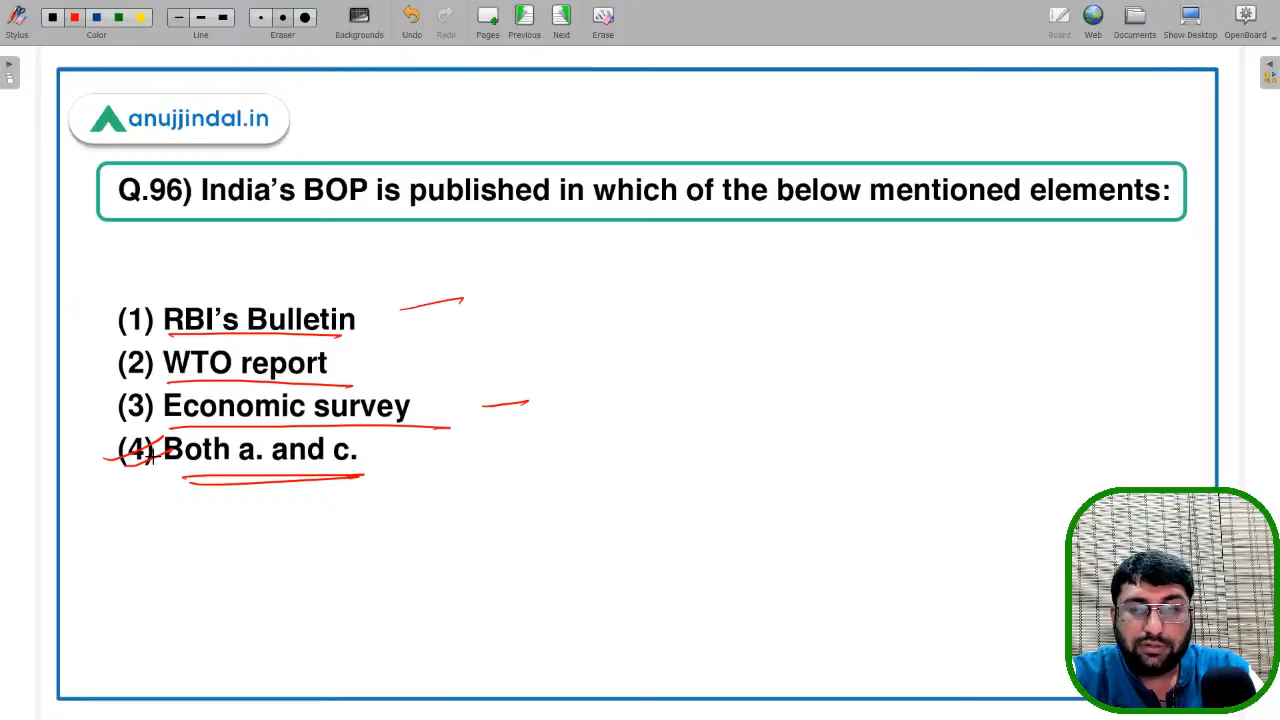 Stylus
Color
Line
Eraser
Backgrounds
Undo
Redo
Pages
Previous
Next
Erase
Board
Web
Documents
Show Desktop
OpenBoard
anujjindal.in
Q.96) India's BOP is published in which of the below mentioned elements:
(1) RBI's Bulletin
(2) WTO report
(3) Economic survey
(4) Both a. and c.